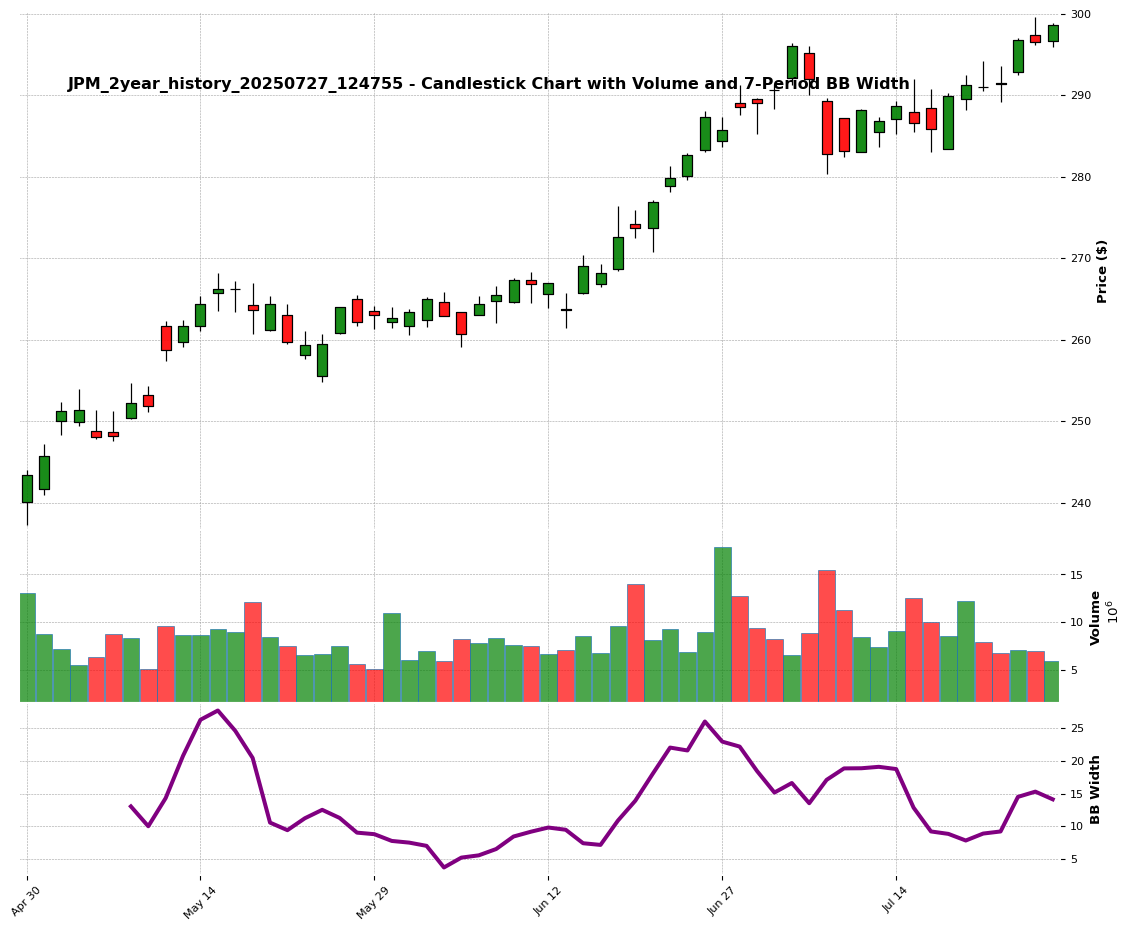 JPM_2year_history_20250727_124755 - Candlestick Chart with Volume and 7-Period BB Width
300
290
280
270
260
250
240
Price ($)
15
10
5
Volume
10⁶
25
20
15
10
5
BB Width
Apr 30
May 14
May 29
Jun 12
Jun 27
Jul 14